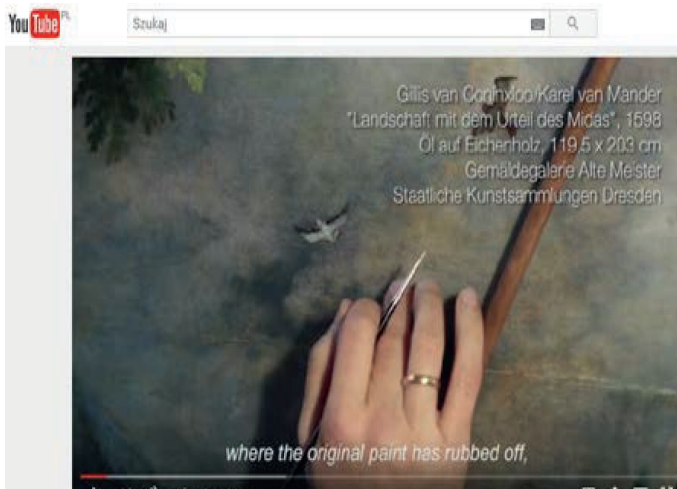 YouTube PL
Szukaj
Gillis van Coninxloo/Karel van Mander
"Landschaft mit dem Urteil des Midas", 1598
Öl auf Eichenholz, 119,5 x 203 cm
Gemäldegalerie Alte Meister
Staatliche Kunstsammlungen Dresden
where the original paint has rubbed off,